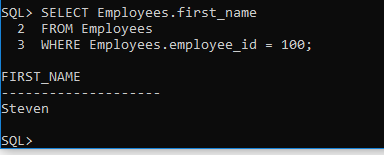 SQL> SELECT Employees.first_name
  2  FROM Employees
  3  WHERE Employees.employee_id = 100;
FIRST_NAME
--------------------
Steven
SQL>